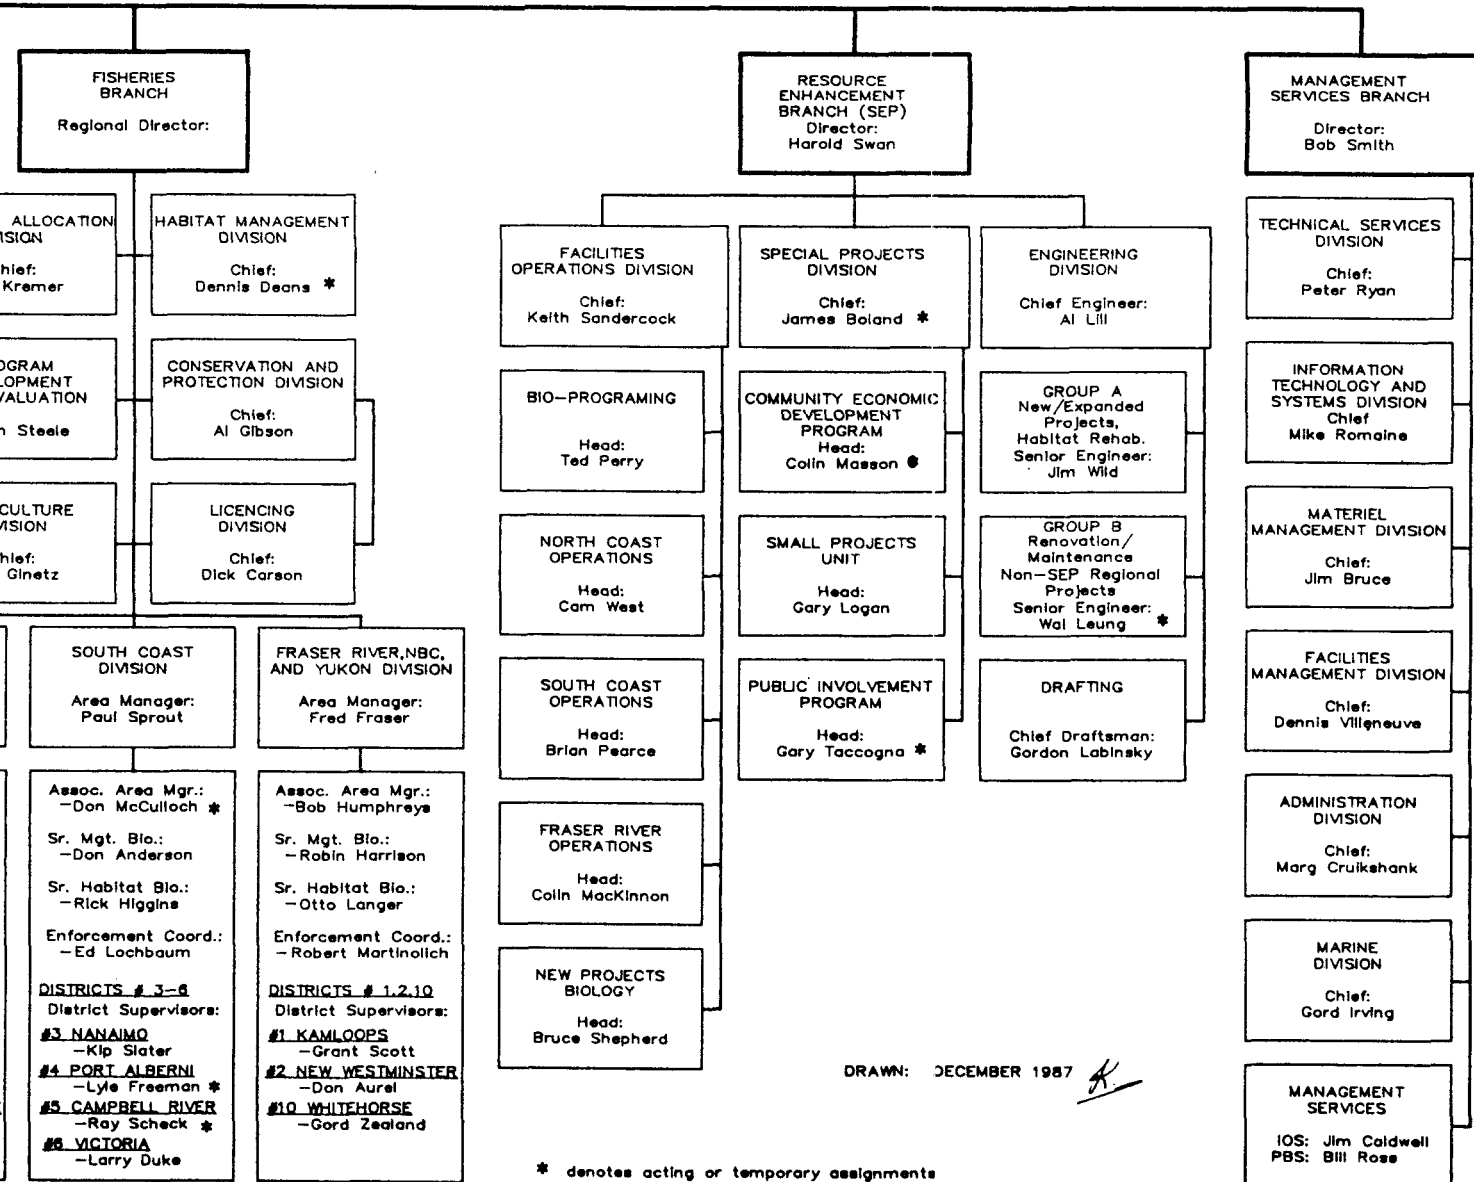 FISHERIES
BRANCH
Regional Director:
RESOURCE
ENHANCEMENT
BRANCH (SEP)
Director:
Harold Swan
MANAGEMENT
SERVICES BRANCH
Director:
Bob Smith
ALLOCATION
Kremer
HABITAT MANAGEMENT
DIVISION
Chief:
Dennis Deans *
Steele
CONSERVATION AND
PROTECTION DIVISION
Chief:
Al Gibson
Ginetz
LICENCING
DIVISION
Chief:
Dick Carson
SOUTH COAST
DIVISION
Area Manager:
Paul Sprout
FRASER RIVER,NBC,
AND YUKON DIVISION
Area Manager:
Fred Fraser
Assoc. Area Mgr.:
-Don McCulloch *
Sr. Mgt. Bio.:
-Don Anderson
Sr. Habitat Bio.:
-Rick Higgins
Enforcement Coord.:
-Ed Lochbaum
DISTRICTS # 3-6
District Supervisors:
#3 NANAIMO
-Kip Slater
#4 PORT ALBERNI
-Lyle Freeman *
#5 CAMPBELL RIVER
-Ray Scheck *
#6 VICTORIA
-Larry Duke
Assoc. Area Mgr.:
-Bob Humphreys
Sr. Mgt. Bio.:
-Robin Harrison
Sr. Habitat Bio.:
-Otto Langer
Enforcement Coord.:
-Robert Martinolich
DISTRICTS # 1,2,10
District Supervisors:
#1 KAMLOOPS
-Grant Scott
#2 NEW WESTMINSTER
-Don Aurel
#10 WHITEHORSE
-Gord Zealand
FACILITIES
OPERATIONS DIVISION
Chief:
Keith Sandercock
BIO-PROGRAMING
Head:
Ted Perry
NORTH COAST
OPERATIONS
Head:
Cam West
SOUTH COAST
OPERATIONS
Head:
Brian Pearce
FRASER RIVER
OPERATIONS
Head:
Colin MacKinnon
NEW PROJECTS
BIOLOGY
Head:
Bruce Shepherd
SPECIAL PROJECTS
DIVISION
Chief:
James Boland *
COMMUNITY ECONOMIC
DEVELOPMENT
PROGRAM
Head:
Colin Masson *
SMALL PROJECTS
UNIT
Head:
Gary Logan
PUBLIC INVOLVEMENT
PROGRAM
Head:
Gary Taccogna *
ENGINEERING
DIVISION
Chief Engineer:
Al Lill
GROUP A
New/Expanded
Projects,
Habitat Rehab.
Senior Engineer:
Jim Wild
GROUP B
Renovation/
Maintenance
Non-SEP Regional
Projects
Senior Engineer:
Wal Leung *
DRAFTING
Chief Draftsman:
Gordon Labinsky
TECHNICAL SERVICES
DIVISION
Chief:
Peter Ryan
INFORMATION
TECHNOLOGY AND
SYSTEMS DIVISION
Chief
Mike Romaine
MATERIEL
MANAGEMENT DIVISION
Chief:
Jim Bruce
FACILITIES
MANAGEMENT DIVISION
Chief:
Dennis Villeneuve
ADMINISTRATION
DIVISION
Chief:
Marg Cruikshank
MARINE
DIVISION
Chief:
Gord Irving
MANAGEMENT
SERVICES
IOS: Jim Caldwell
PBS: Bill Rose
DRAWN: DECEMBER 1987
* denotes acting or temporary assignments